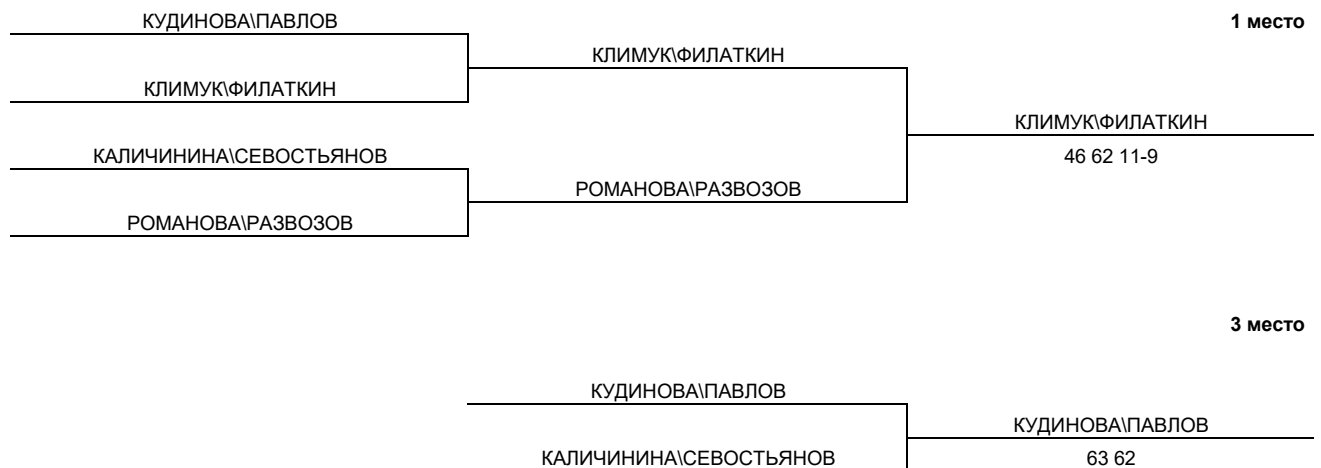 КУДИНОВА\ПАВЛОВ
1 место
КЛИМУК\ФИЛАТКИН
КЛИМУК\ФИЛАТКИН
КЛИМУК\ФИЛАТКИН
КАЛИЧИНИНА\СЕВОСТЬЯНОВ
46 62 11-9
РОМАНОВА\РАЗВОЗОВ
РОМАНОВА\РАЗВОЗОВ
3 место
КУДИНОВА\ПАВЛОВ
КУДИНОВА\ПАВЛОВ
КАЛИЧИНИНА\СЕВОСТЬЯНОВ
63 62